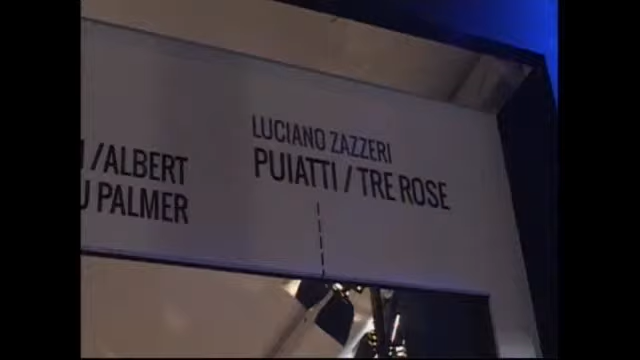 /ALBERT
PALMER
LUCIANO ZAZZERI
PUIATTI / TRE ROSE